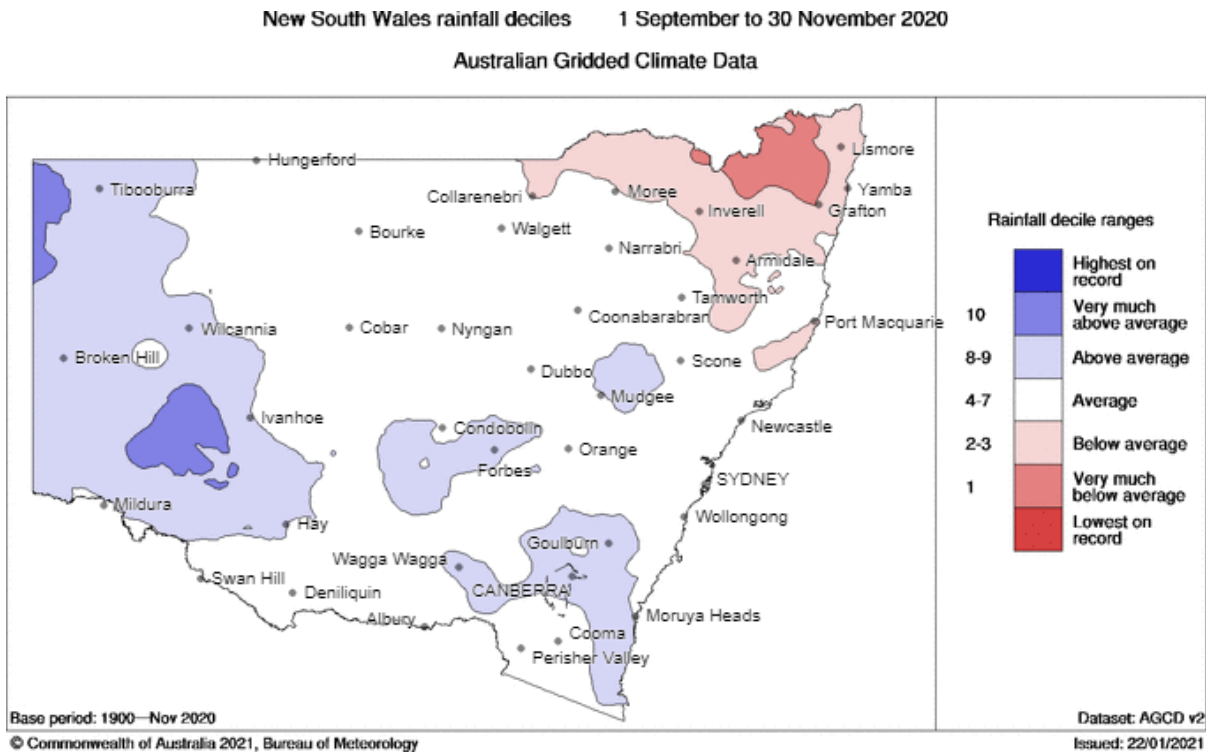 New South Wales rainfall deciles 1 September to 30 November 2020
Australian Gridded Climate Data
Hungerford
Lismore
Tibooburra
Collarenebri
Moree
Yamba
Inverell
Grafton
Bourke
Walgett
Narrabri
Armidale
Tamworth
Coonabarabran
Port Macquarie
Wilcannia
Cobar
Nyngan
Broken Hill
Scone
Dubbo
Mudgee
Ivanhoe
Condobolin
Newcastle
Forbes
Orange
SYDNEY
Mildura
Hay
Wollongong
Goulburn
Wagga Wagga
Swan Hill
CANBERRA
Deniliquin
Albury
Moruya Heads
Cooma
Perisher Valley
Rainfall decile ranges
Highest on
record
10 Very much
above average
8-9 Above average
4-7 Average
2-3 Below average
1 Very much
below average
Lowest on
record
Base period: 1900—Nov 2020
Dataset: AGCD v2
© Commonwealth of Australia 2021, Bureau of Meteorology
Issued: 22/01/2021